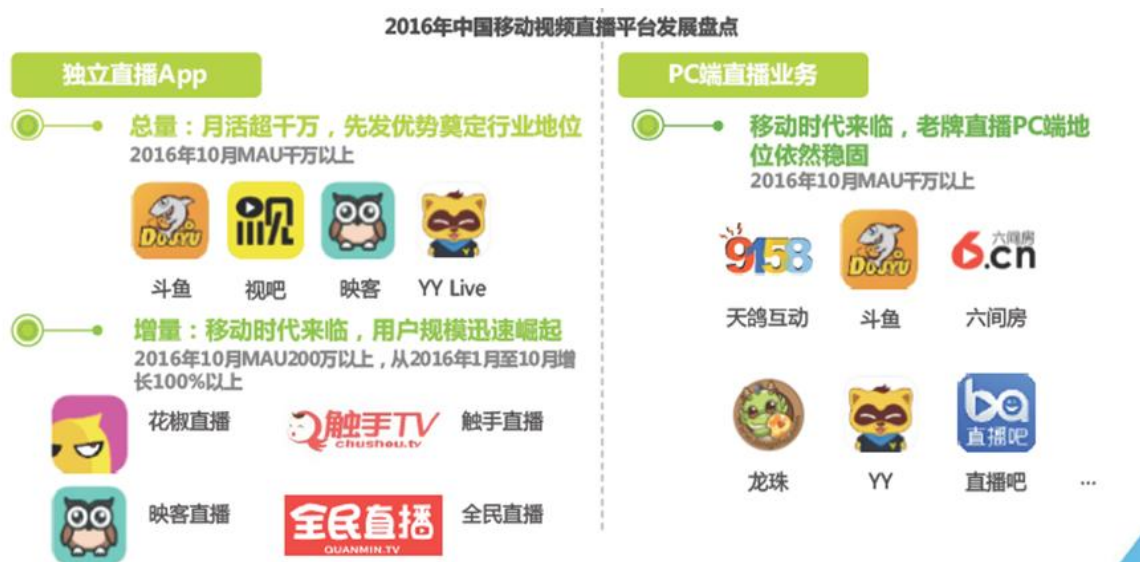 2016年中国移动视频直播平台发展盘点
独立直播App
总量：月活超千万，先发优势奠定行业地位
2016年10月MAU千万以上
DOUYU
斗鱼
视吧
映客
YY Live
增量：移动时代来临，用户规模迅速崛起
2016年10月MAU200万以上，从2016年1月至10月增
长100%以上
花椒直播
触手TV
chushou.tv
触手直播
映客直播
全民直播
QUANMIN.TV
全民直播
PC端直播业务
移动时代来临，老牌直播PC端地
位依然稳固
2016年10月MAU千万以上
9158
天鸽互动
DOUYU
斗鱼
六间房
6.cn
六间房
龙珠
YY
ba
直播吧
直播吧
...